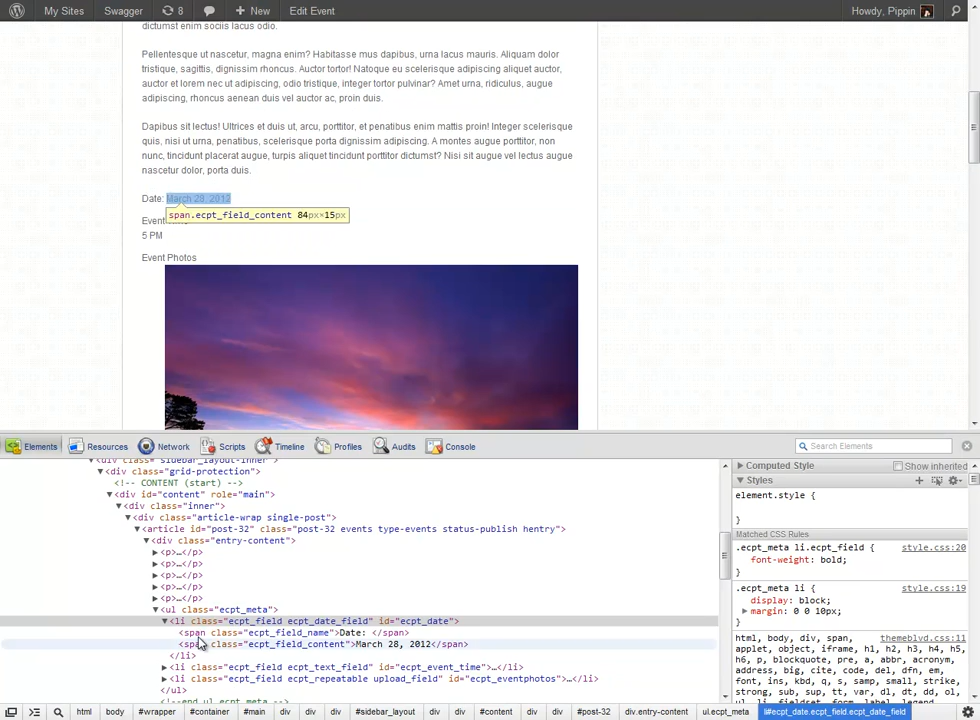 My Sites Swagger 8 New Edit Event Howdy, Pippin
dictumst enim sociis lacus.
Pellentesque ut nascetur, magna enim? Habitasse mus dapibus, urna lacus mauris. Aliquam dolor
tristique, sagittis, dignissim rhoncus. Auctor tortor! Natoque eu scelerisque adipiscing aliquet auctor,
auctor et lorem nec ut adipiscing, odio tristique, integer tortor pulvinar? Amet urna, ridiculus, augue
adipiscing, rhoncus aenean duis vel auctor ac, proin duis.
Dapibus sit lectus! Ultrices et duis ut, arcu, porttitor, et penatibus enim mattis proin! Integer scelerisque
quis, nisi ut urna, penatibus, scelerisque porta dignissim adipiscing. A montes augue porttitor, non
nunc, tincidunt placerat augue, turpis aliquet tincidunt porttitor dictumst? Nisi sit augue vel lectus augue
nascetur dolor, porta duis.
Date: March 28, 2012
span.ecpt_field_content 84px×15px
Event
5 PM
Event Photos
Elements Resources Network Scripts Timeline Profiles Audits Console Search Elements
<div class="sidebar_layout-inner">
<div class="grid-protection">
<!-- CONTENT (start) -->
<div id="content" role="main">
<div class="inner">
<div class="article-wrap single-post">
<article id="post-32" class="post-32 events type-events status-publish hentry">
<div class="entry-content">
<p>…</p>
<p>…</p>
<p>…</p>
<p>…</p>
<p>…</p>
<ul class="ecpt_meta">
<li class="ecpt_field ecpt_date_field" id="ecpt_date">
<span class="ecpt_field_name">Date: </span>
<span class="ecpt_field_content">March 28, 2012</span>
</li>
<li class="ecpt_field ecpt_text_field" id="ecpt_event_time">…</li>
<li class="ecpt_field ecpt_repeatable upload_field" id="ecpt_eventphotos">…</li>
</ul>
<!--end ul.ecpt_meta-->
Computed Style Show inherited
Styles
element.style {
}
Matched CSS Rules
.ecpt_meta li.ecpt_field { style.css:20
font-weight: bold;
}
.ecpt_meta li { style.css:19
display: block;
margin: 0 0 10px;
}
html, body, div, span, themeblvd.css:11
applet, object, iframe, h1, h2, h3, h4, h5,
h6, p, blockquote, pre, a, abbr, acronym,
address, big, cite, code, del, dfn, em,
font, ins, kbd, q, s, samp, small, strike,
strong, sub, sup, tt, var, dl, dt, dd, ol,
html body #wrapper #container #main div div #sidebar_layout div #content div div #post-32 div.entry-content ul.ecpt_meta li#ecpt_date.ecpt_field.ecpt_date_field